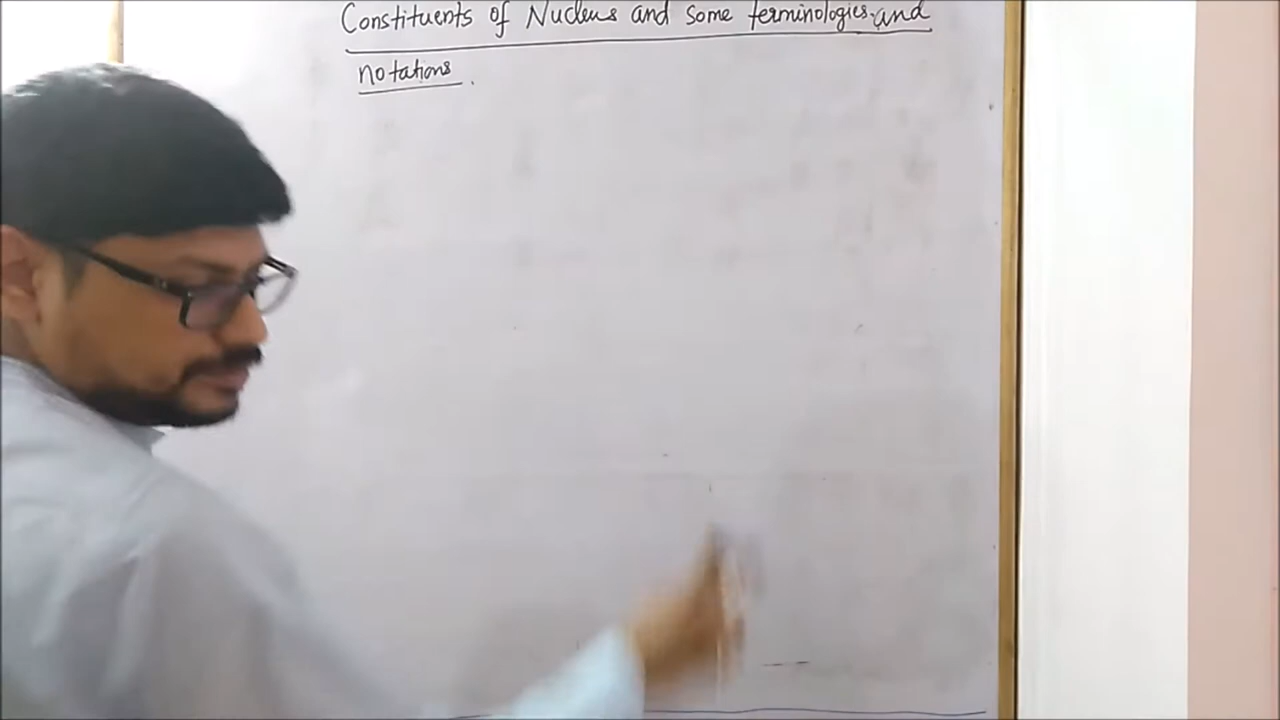 Constituents of Nucleus and some terminologies and
notations.